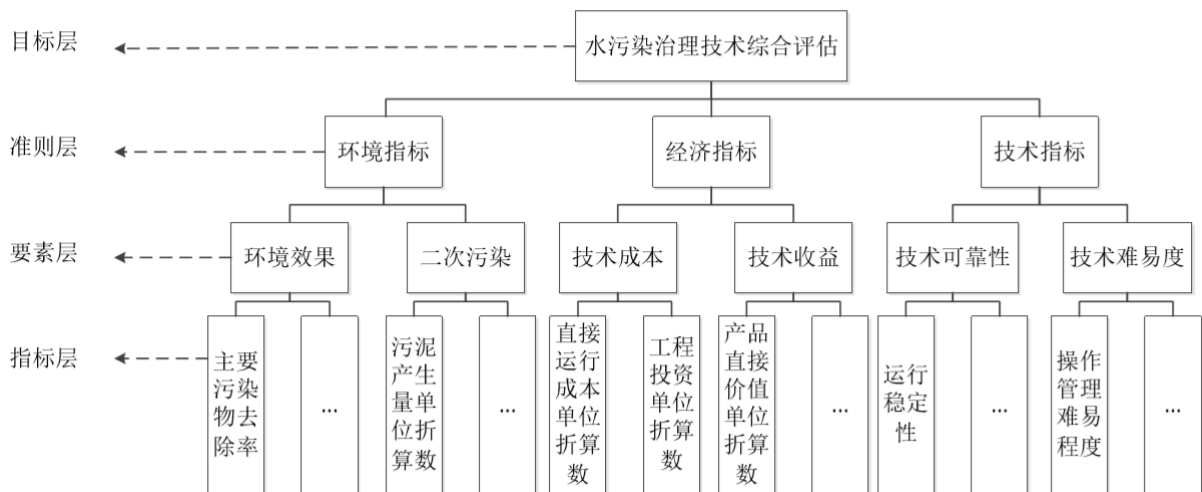 目标层
水污染治理技术综合评估
准则层
环境指标
经济指标
技术指标
要素层
环境效果
二次污染
技术成本
技术收益
技术可靠性
技术难易度
指标层
主要
污染
物去
除率
...
污泥
产生
量单
位折
算数
...
直接
运行
成本
单位
折算
数
工程
投资
单位
折算
数
产品
直接
价值
单位
折算
数
...
运行
稳定
性
...
操作
管理
难易
程度
...